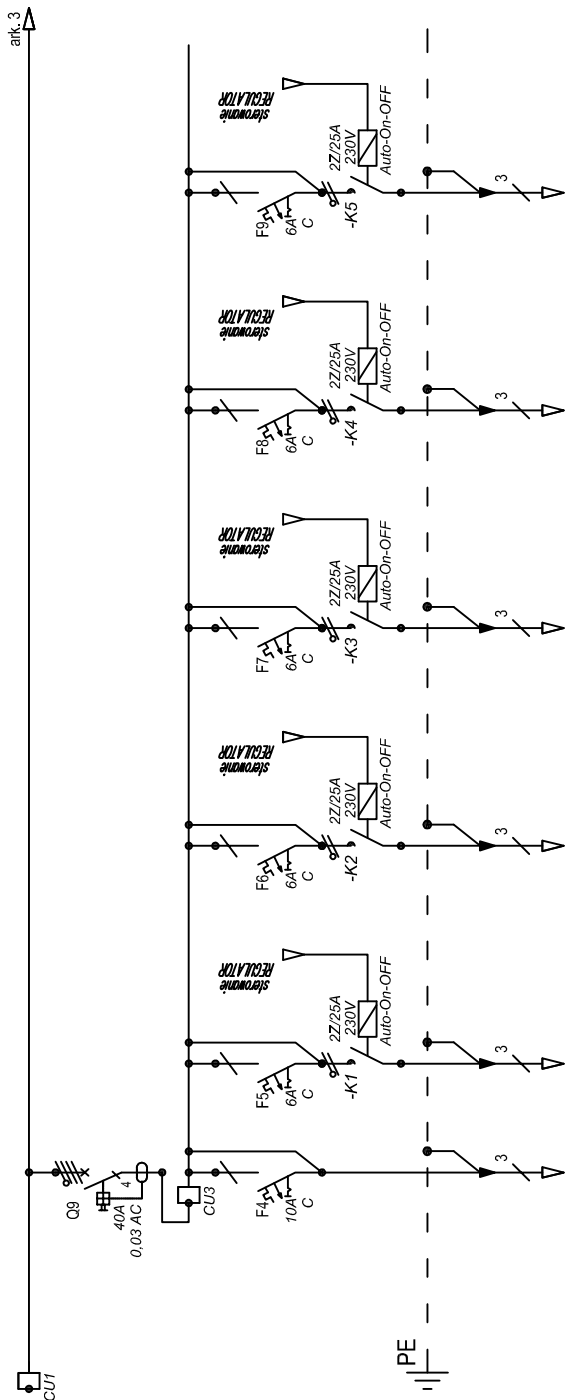 ark. 3
CU1
Q9
4
40A
0,03 AC
CU3
F4
10A
C
3
F5
6A
C
-K1
2Z/25A
230V
Auto-On-OFF
sterowanie
REGULATOR
3
F6
6A
C
-K2
2Z/25A
230V
Auto-On-OFF
sterowanie
REGULATOR
3
F7
6A
C
-K3
2Z/25A
230V
Auto-On-OFF
sterowanie
REGULATOR
3
F8
6A
C
-K4
2Z/25A
230V
Auto-On-OFF
sterowanie
REGULATOR
3
F9
6A
C
-K5
2Z/25A
230V
Auto-On-OFF
sterowanie
REGULATOR
3
PE